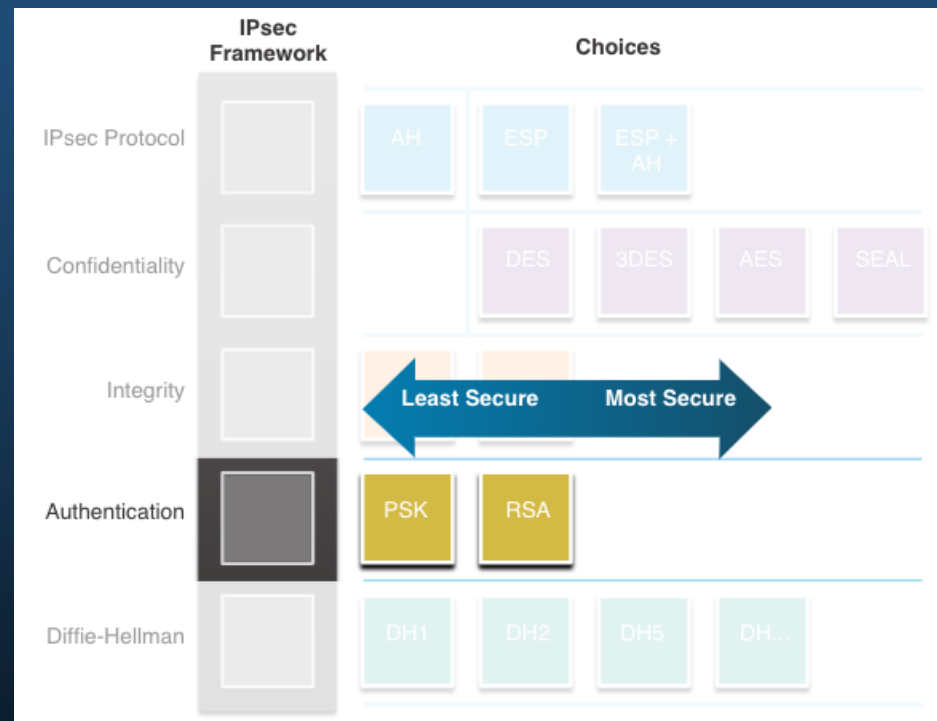 IPsec
Framework
Choices
IPsec Protocol
AH
ESP
ESP +
AH
Confidentiality
DES
3DES
AES
SEAL
Integrity
Least Secure
Most Secure
Authentication
PSK
RSA
Diffie-Hellman
DH1
DH2
DH5
DH...